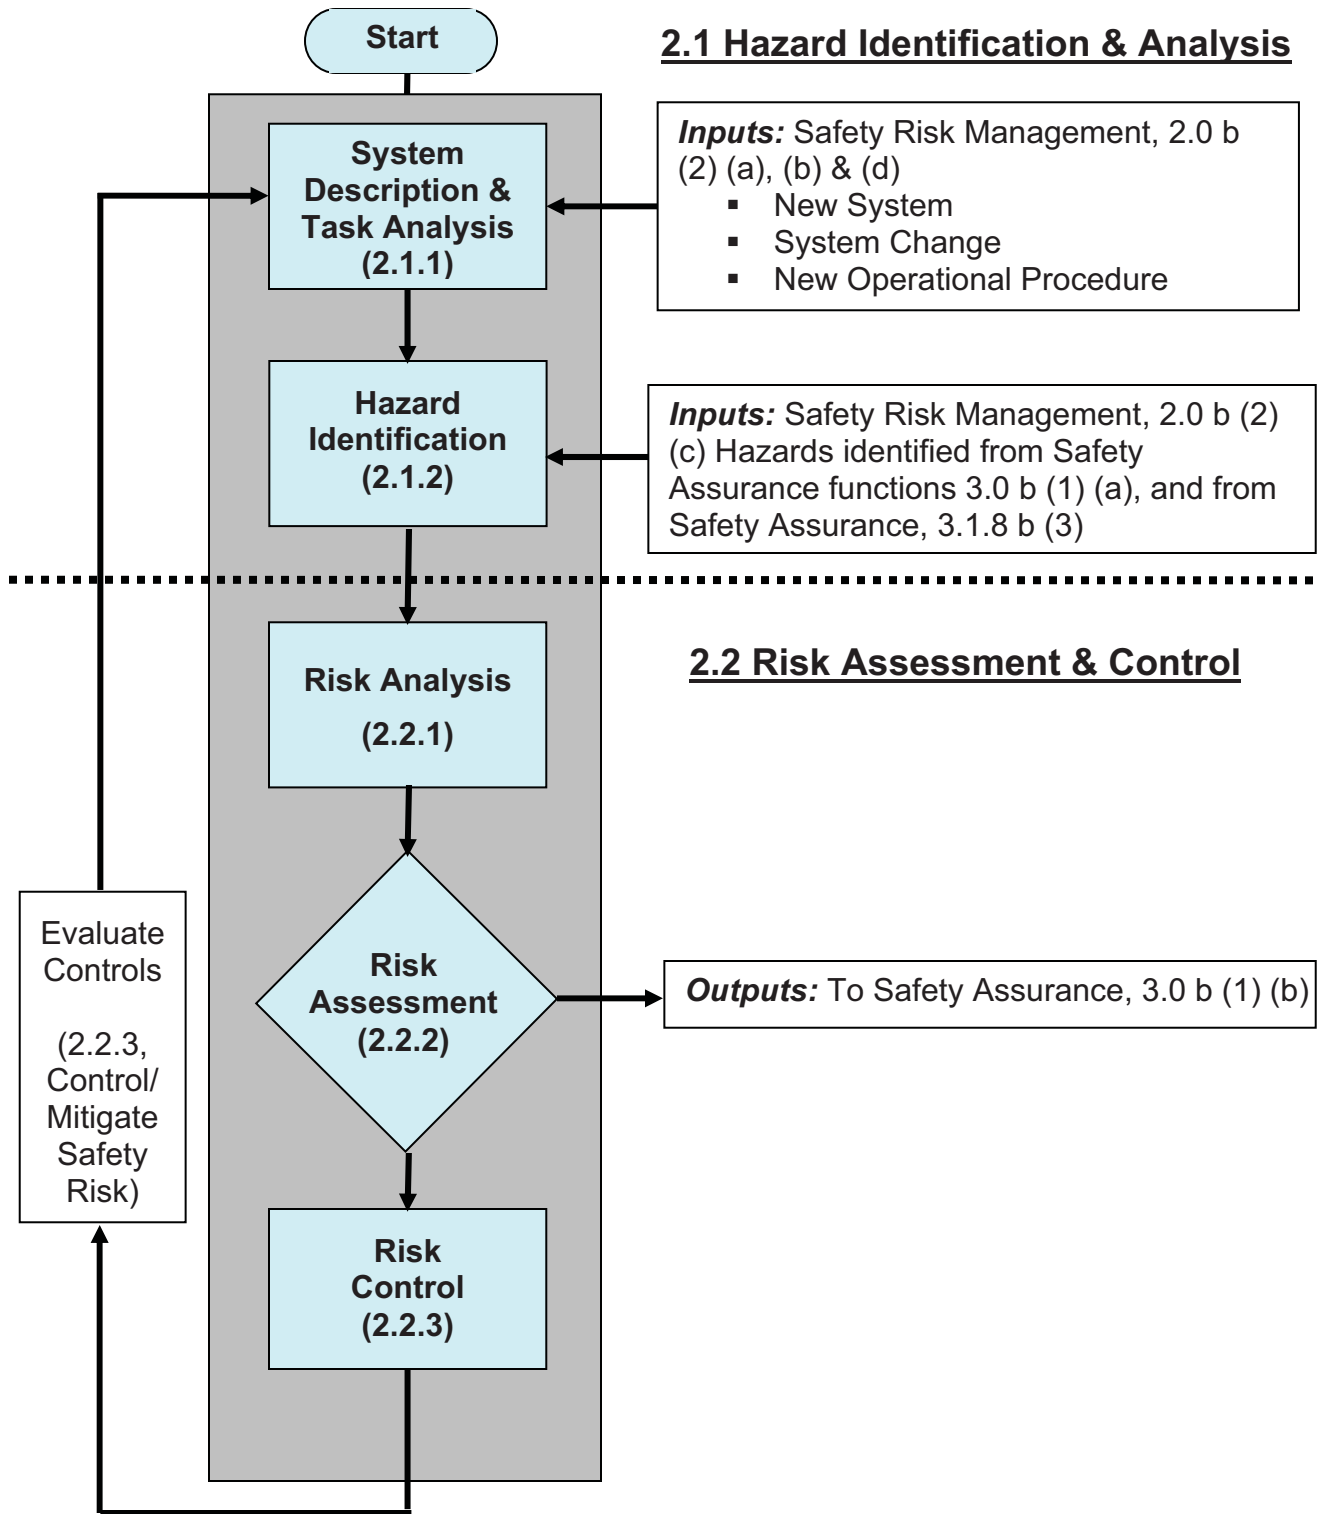 Start
2.1 Hazard Identification & Analysis
System
Description &
Task Analysis
(2.1.1)
Inputs: Safety Risk Management, 2.0 b
(2) (a), (b) & (d)
▪ New System
▪ System Change
▪ New Operational Procedure
Hazard
Identification
(2.1.2)
Inputs: Safety Risk Management, 2.0 b (2)
(c) Hazards identified from Safety
Assurance functions 3.0 b (1) (a), and from
Safety Assurance, 3.1.8 b (3)
2.2 Risk Assessment & Control
Risk Analysis
(2.2.1)
Evaluate
Controls
(2.2.3,
Control/
Mitigate
Safety
Risk)
Risk
Assessment
(2.2.2)
Outputs: To Safety Assurance, 3.0 b (1) (b)
Risk
Control
(2.2.3)